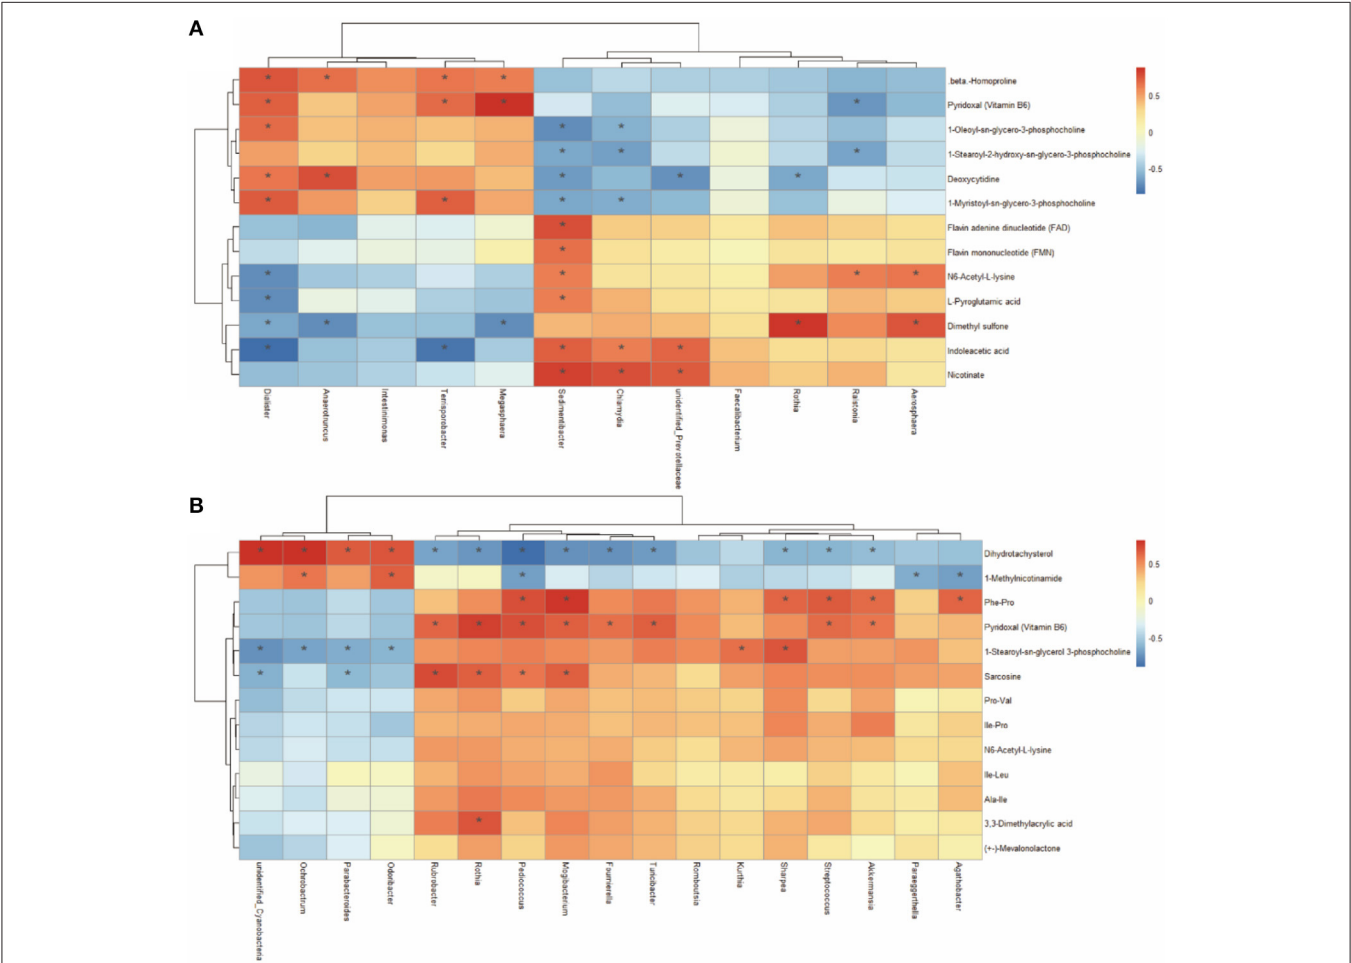 A
.beta.-Homoproline
Pyridoxal (Vitamin B6)
1-Oleoyl-sn-glycero-3-phosphocholine
1-Stearoyl-2-hydroxy-sn-glycero-3-phosphocholine
Deoxycytidine
1-Myristoyl-sn-glycero-3-phosphocholine
Flavin adenine dinucleotide (FAD)
Flavin mononucleotide (FMN)
N6-Acetyl-L-lysine
L-Pyroglutamic acid
Dimethyl sulfone
Indoleacetic acid
Nicotinate
0.5
0
-0.5
Dialister
Anaerotruncus
Intestinimonas
Terrisporobacter
Megasphaera
Sedimentibacter
Chlamydia
unidentified_Prevotellaceae
Faecalibacterium
Rothia
Ralstonia
Aerosphaera
B
Dihydrotachysterol
1-Methylnicotinamide
Phe-Pro
Pyridoxal (Vitamin B6)
1-Stearoyl-sn-glycerol 3-phosphocholine
Sarcosine
Pro-Val
Ile-Pro
N6-Acetyl-L-lysine
Ile-Leu
Ala-Ile
3,3-Dimethylacrylic acid
(+-)-Mevalonolactone
0.5
0
-0.5
unidentified_Cyanobacteria
Ochrobactrum
Parabacteroides
Odoribacter
Rubrobacter
Rothia
Pediococcus
Mogibacterium
Fournierella
Turicibacter
Romboutsia
Kurthia
Sharpea
Streptococcus
Akkermansia
Paraeggerthella
Agathobacter